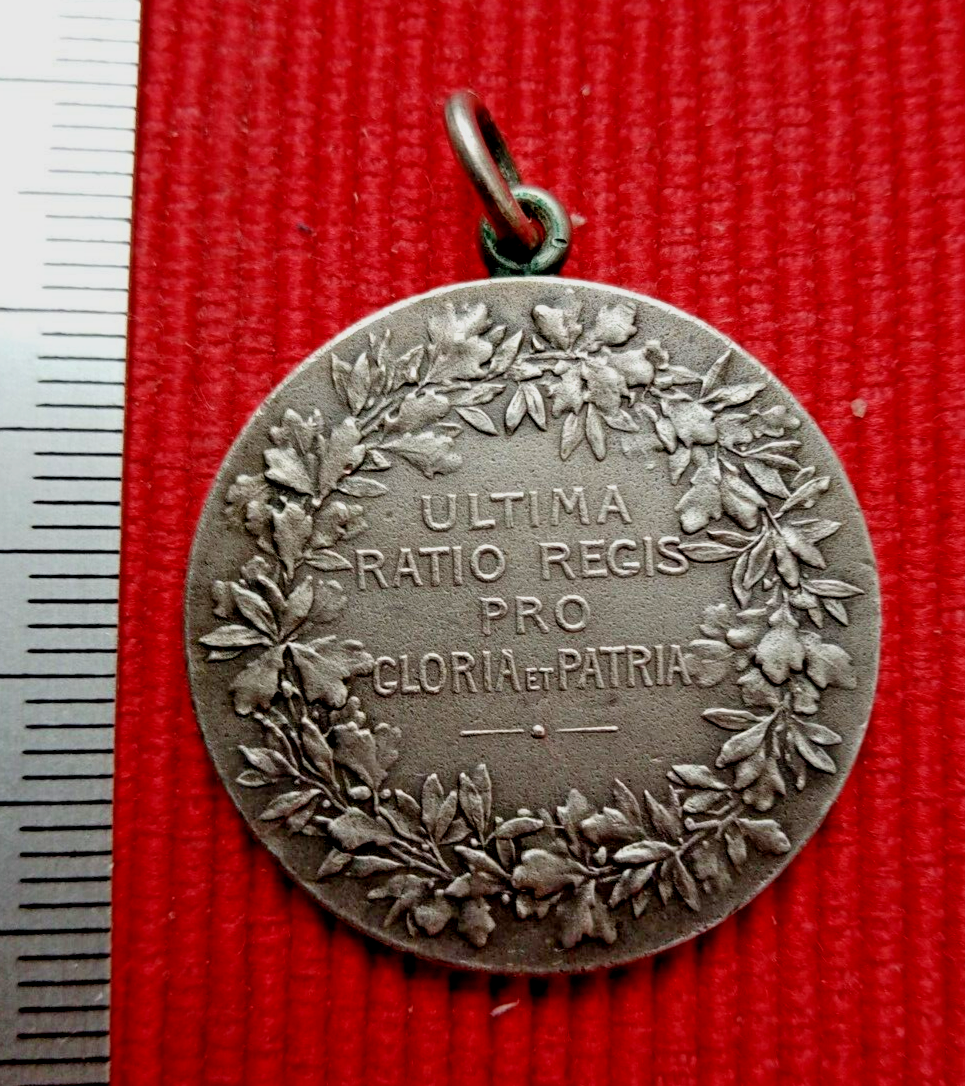 ULTIMA
RATIO REGIS
PRO
GLORIA ET PATRIA